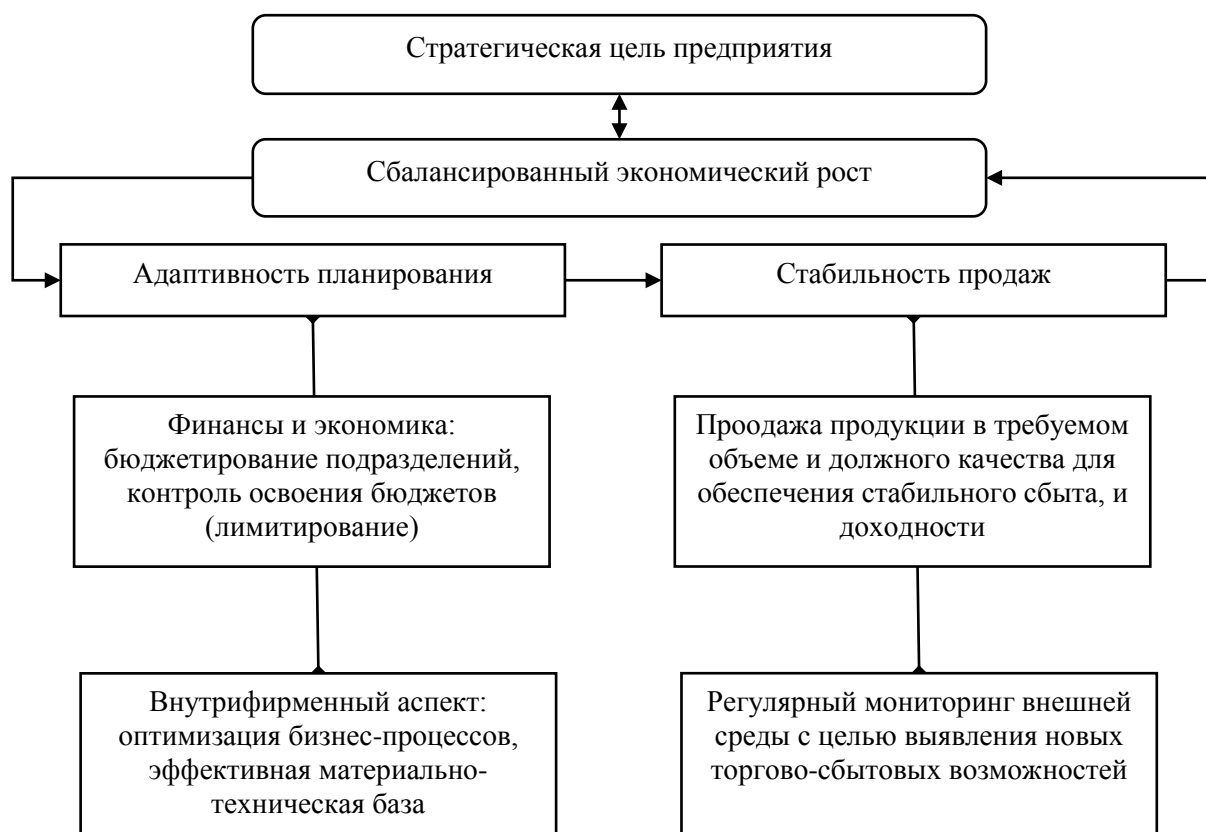 Стратегическая цель предприятия
Сбалансированный экономический рост
Адаптивность планирования
Стабильность продаж
Финансы и экономика:
бюджетирование подразделений,
контроль освоения бюджетов
(лимитирование)
Проодажа продукции в требуемом
объеме и должного качества для
обеспечения стабильного сбыта, и
доходности
Внутрифирменный аспект:
оптимизация бизнес-процессов,
эффективная материально-
техническая база
Регулярный мониторинг внешней
среды с целью выявления новых
торгово-сбытовых возможностей